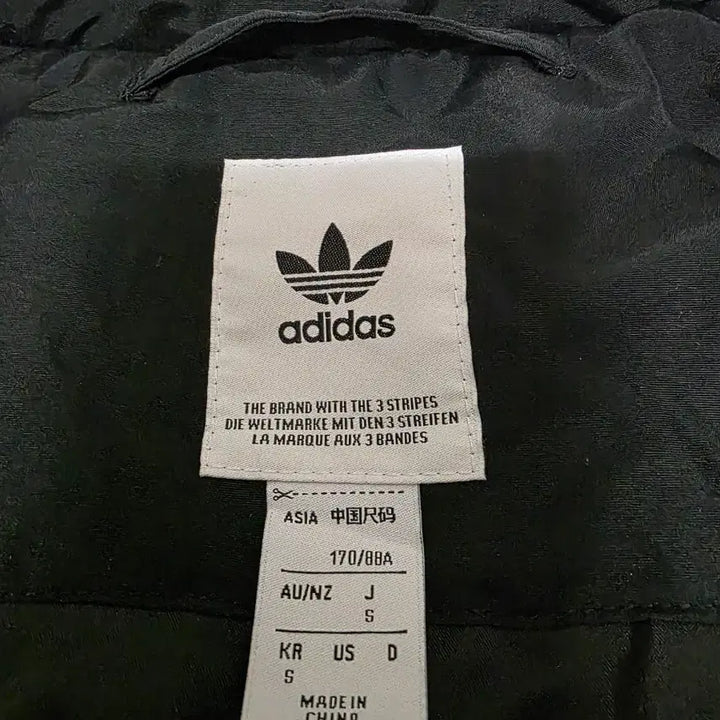 adidas
THE BRAND WITH THE 3 STRIPES
DIE WELTMARKE MIT DEN 3 STREIFEN
LA MARQUE AUX 3 BANDES
ASIA 中国尺码
170/88A
AU/NZ J
S
KR US D
S
MADE IN
CHINA